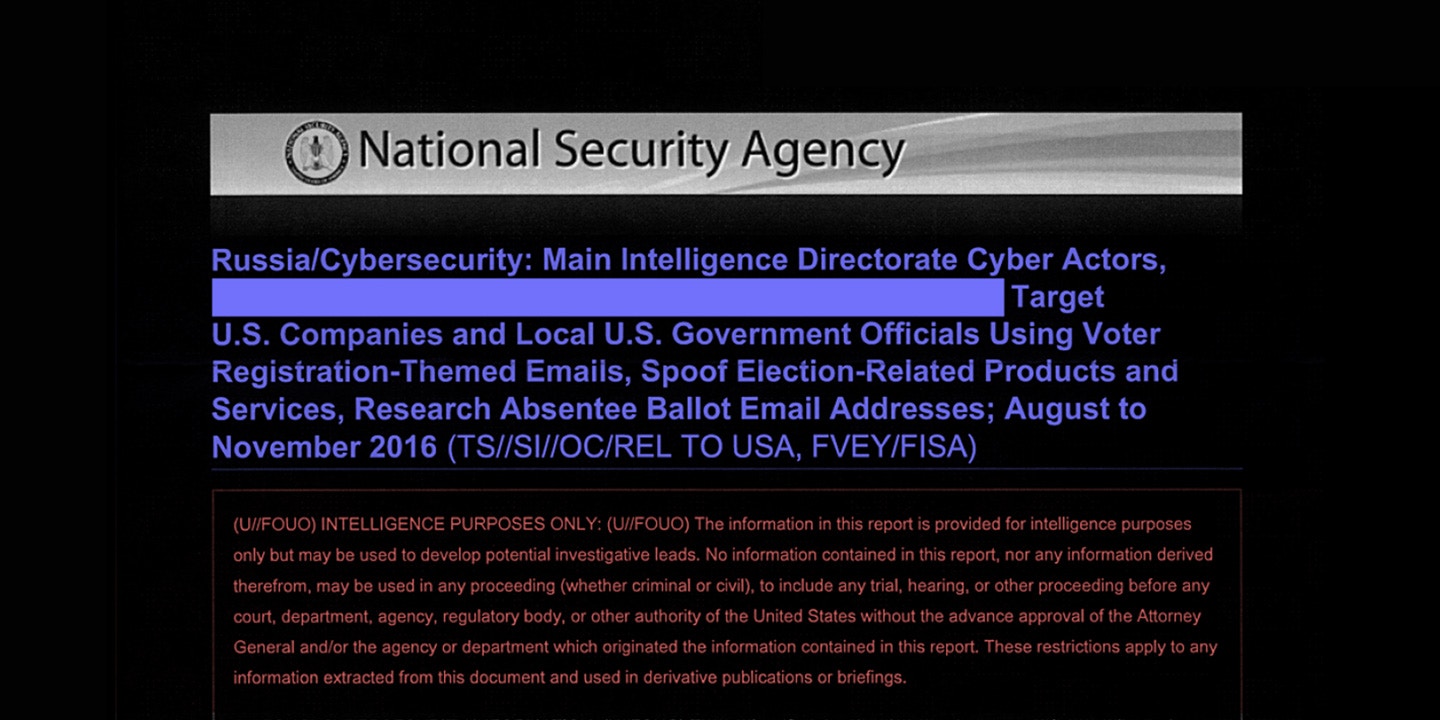 National Security Agency
Russia/Cybersecurity: Main Intelligence Directorate Cyber Actors,
Target
U.S. Companies and Local U.S. Government Officials Using Voter
Registration-Themed Emails, Spoof Election-Related Products and
Services, Research Absentee Ballot Email Addresses; August to
November 2016 (TS//SI//OC/REL TO USA, FVEY/FISA)
(U//FOUO) INTELLIGENCE PURPOSES ONLY: (U//FOUO) The information in this report is provided for intelligence purposes
only but may be used to develop potential investigative leads. No information contained in this report, nor any information derived
therefrom, may be used in any proceeding (whether criminal or civil), to include any trial, hearing, or other proceeding before any
court, department, agency, regulatory body, or other authority of the United States without the advance approval of the Attorney
General and/or the agency or department which originated the information contained in this report. These restrictions apply to any
information extracted from this document and used in derivative publications or briefings.